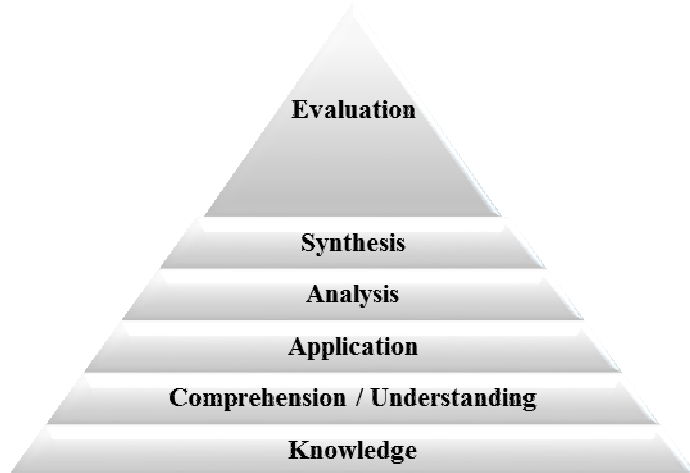 Evaluation
Synthesis
Analysis
Application
Comprehension / Understanding
Knowledge